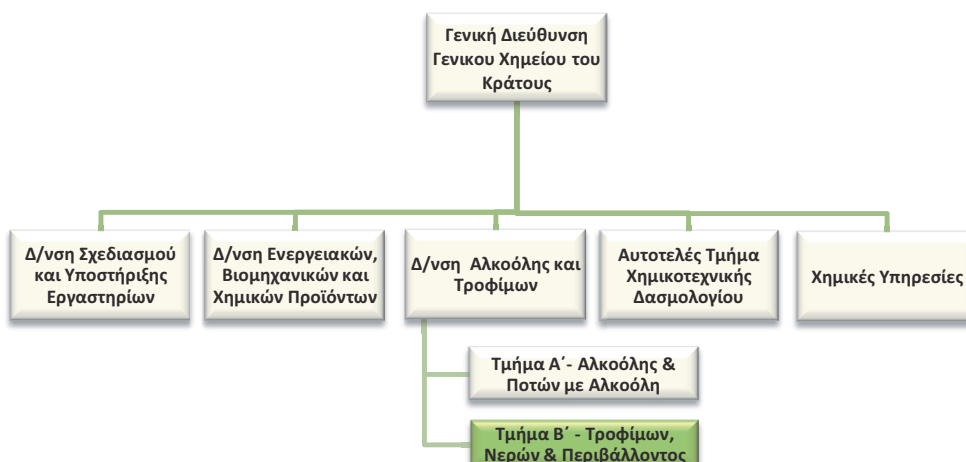 Γενική Διεύθυνση
Γενικου Χημείου του
Κράτους
Δ/νση Σχεδιασμού
και Υποστήριξης
Εργαστηρίων
Δ/νση Ενεργειακών,
Βιομηχανικών και
Χημικών Προϊόντων
Δ/νση Αλκοόλης και
Τροφίμων
Αυτοτελές Τμήμα
Χημικοτεχνικής
Δασμολογίου
Χημικές Υπηρεσίες
Τμήμα Α΄- Αλκοόλης &
Ποτών με Αλκοόλη
Τμήμα Β΄ - Τροφίμων,
Νερών & Περιβάλλοντος